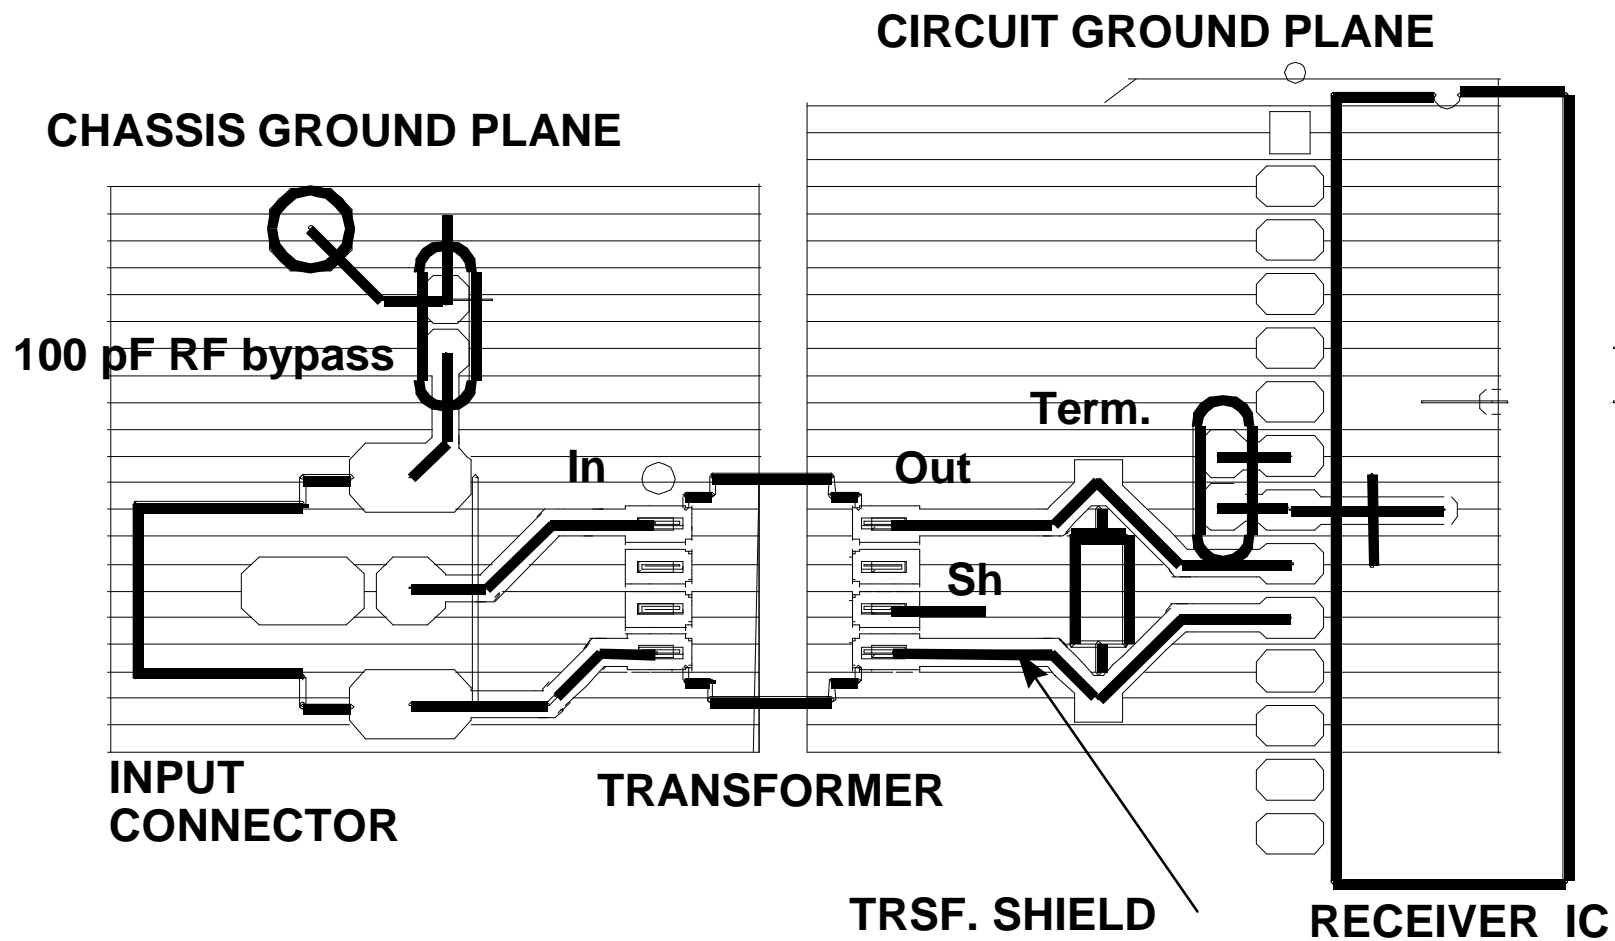 CIRCUIT GROUND PLANE
CHASSIS GROUND PLANE
100 pF RF bypass
Term.
In
Out
Sh
INPUT
CONNECTOR
TRANSFORMER
TRSF. SHIELD
RECEIVER IC